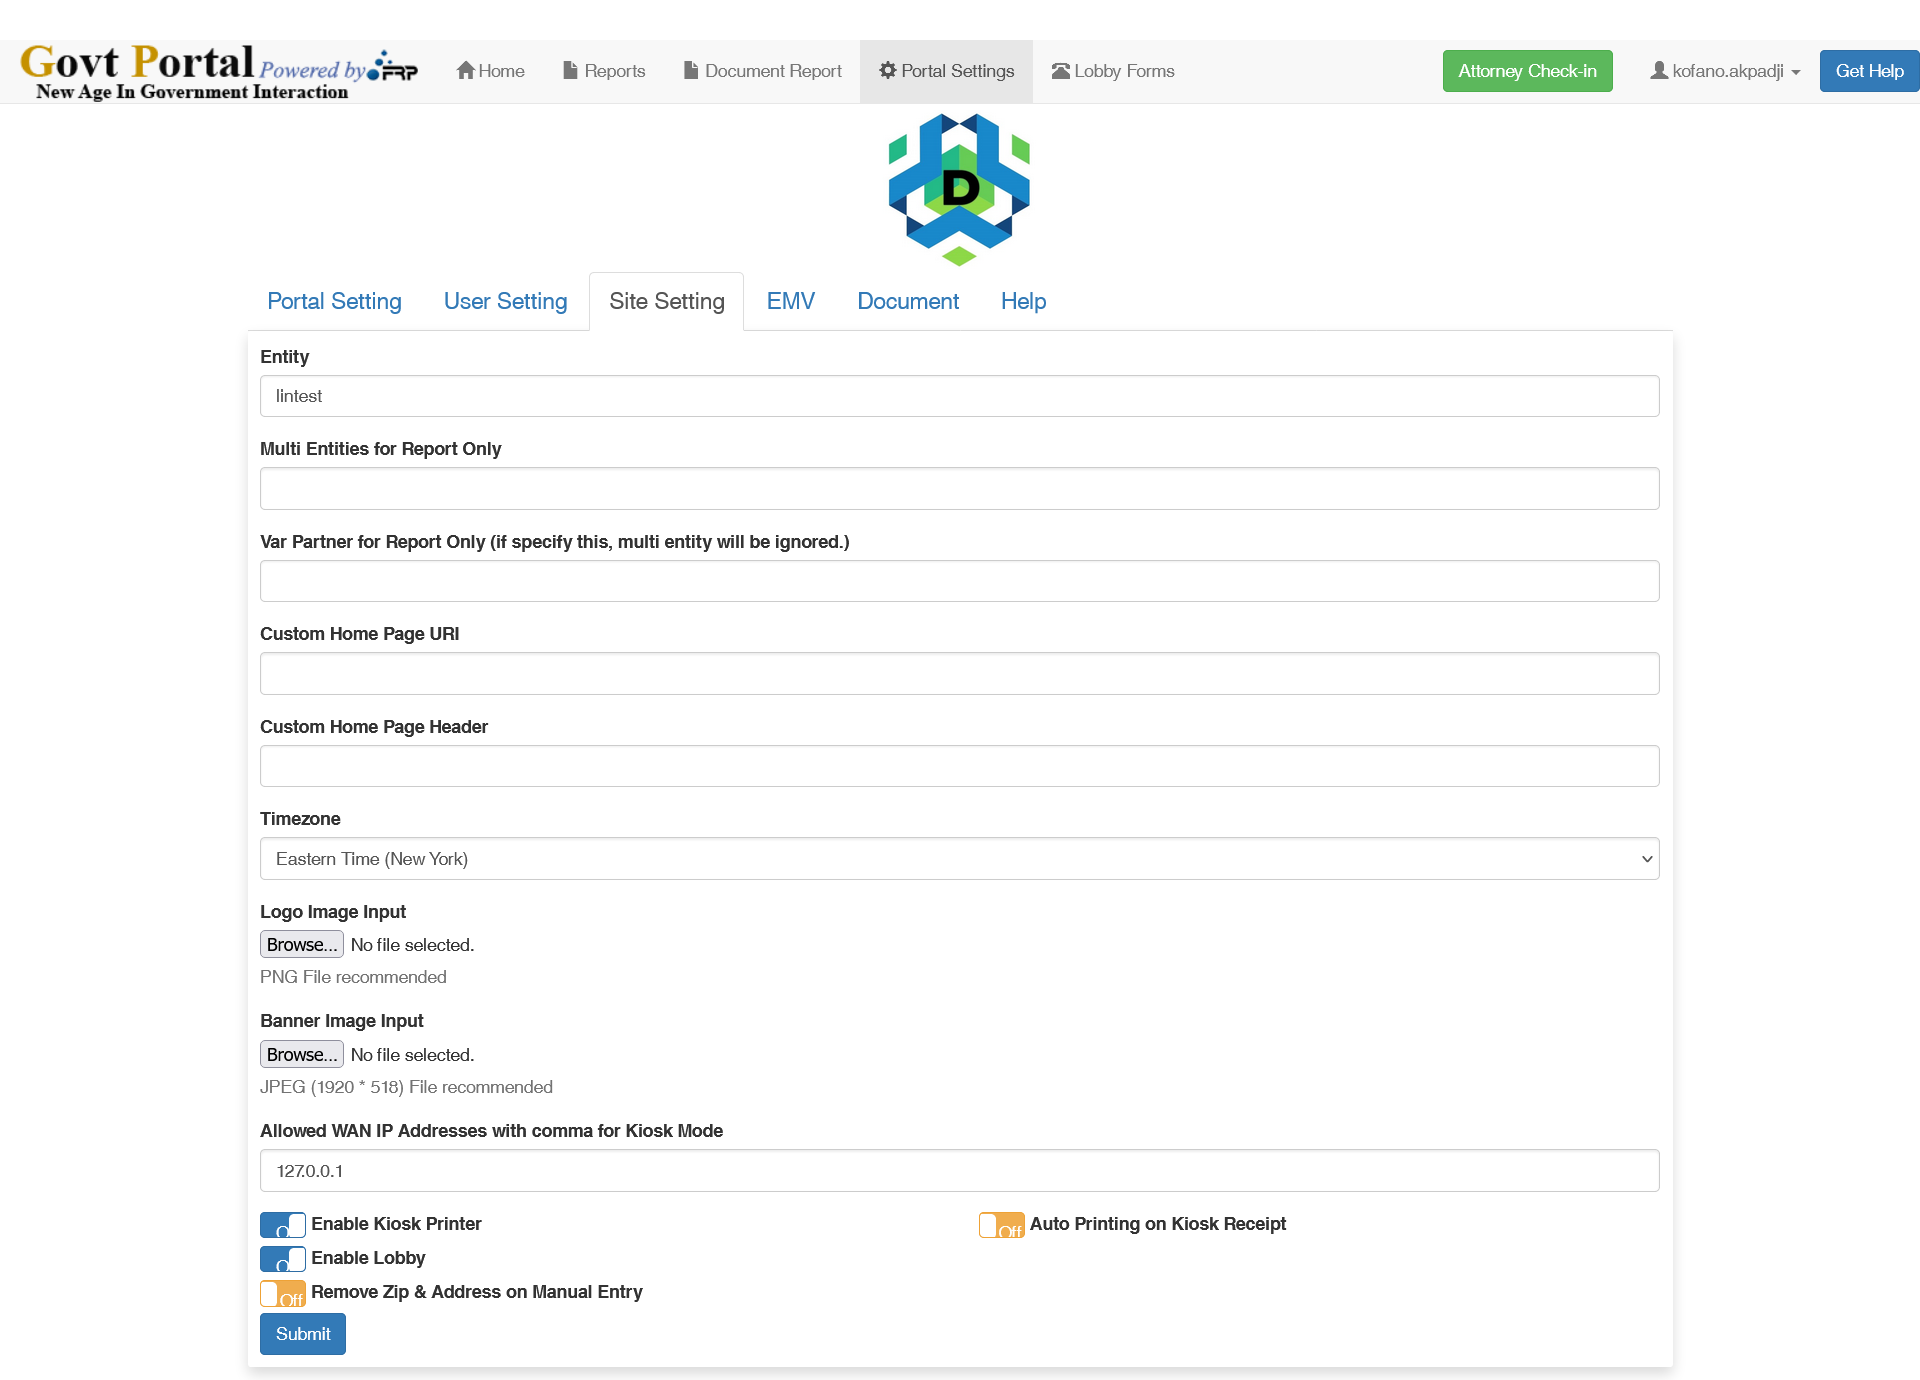 Govt Portal Powered by FRP
New Age In Government Interaction
Home
Reports
Document Report
Portal Settings
Lobby Forms
Attorney Check-in
kofano.akpadji
Get Help
D
Portal Setting
User Setting
Site Setting
EMV
Document
Help
Entity
lintest
Multi Entities for Report Only
Var Partner for Report Only (if specify this, multi entity will be ignored.)
Custom Home Page URI
Custom Home Page Header
Timezone
Eastern Time (New York)
Logo Image Input
Browse... No file selected.
PNG File recommended
Banner Image Input
Browse... No file selected.
JPEG (1920 * 518) File recommended
Allowed WAN IP Addresses with comma for Kiosk Mode
127.0.0.1
Enable Kiosk Printer
Off Auto Printing on Kiosk Receipt
Enable Lobby
Off Remove Zip & Address on Manual Entry
Submit